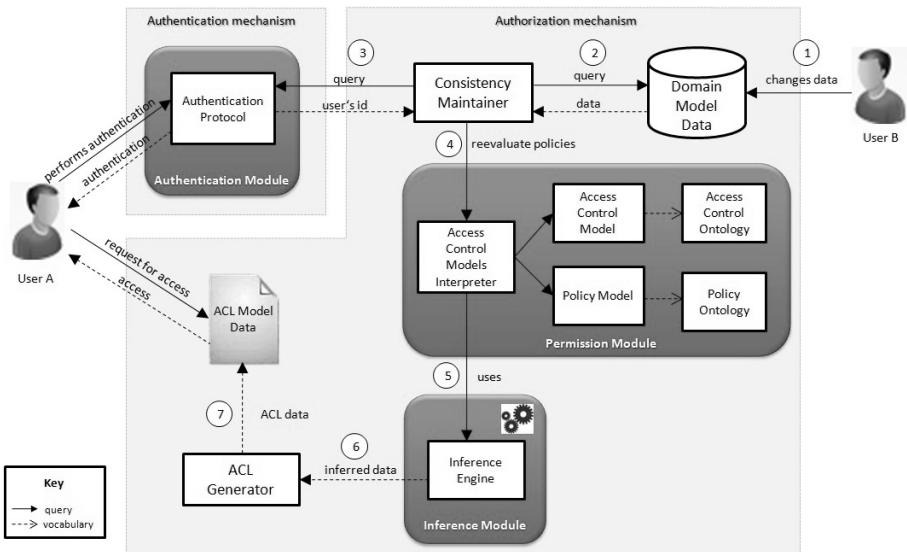 Authentication mechanism
Authorization mechanism
3
2
1
query
query
changes data
Authentication
Protocol
Consistency
Maintainer
Domain
Model
Data
user's id
data
User B
performs authentication
authentication
Authentication Module
4
reevaluate policies
User A
Access
Control
Models
Interpreter
Access
Control
Model
Access
Control
Ontology
Policy Model
Policy
Ontology
Permission Module
request for access
access
ACL Model
Data
5
uses
7
ACL data
6
inferred data
ACL
Generator
Inference
Engine
Inference Module
Key
query
vocabulary